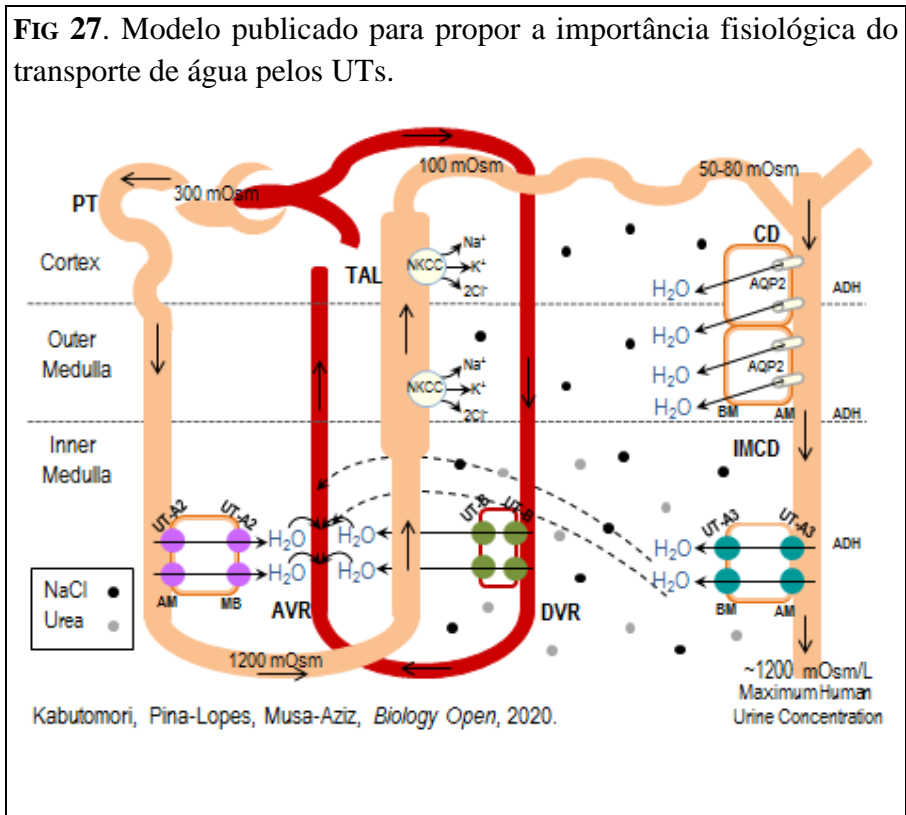 FIG 27. Modelo publicado para propor a importância fisiológica do
transporte de água pelos UTs.
300 mOsm
100 mOsm
50-80 mOsm
PT
CD
Cortex
TAL
NKCC
Na⁺
K⁺
2Cl⁻
H₂O
AQP2
ADH
Outer
Medulla
NKCC
Na⁺
K⁺
2Cl⁻
H₂O
H₂O
H₂O
AQP2
BM
AM
ADH
Inner
Medulla
IMCD
UT-A2
UT-A2
UT-B
UT-B
UT-A3
UT-A3
H₂O
H₂O
H₂O
ADH
H₂O
H₂O
H₂O
NaCl
Urea
AM
MB
AVR
DVR
BM
AM
1200 mOsm
~1200 mOsm/L
Maximum Human
Urine Concentration
Kabutomori, Pina-Lopes, Musa-Aziz, Biology Open, 2020.